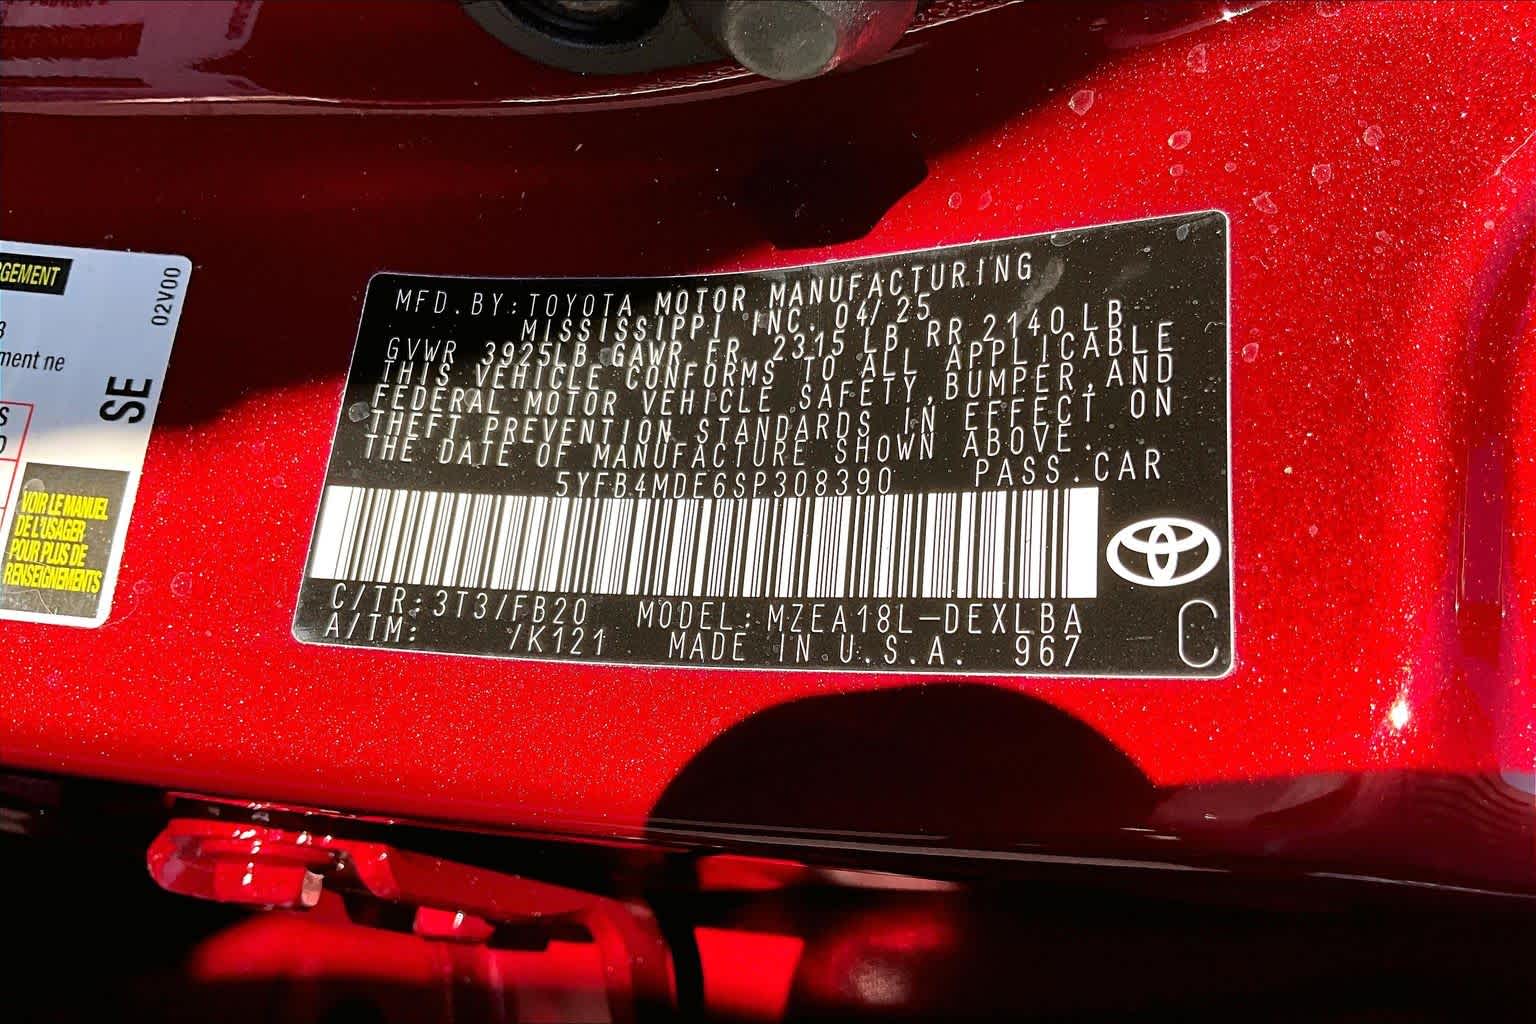 RGEMENT
02V00
ment ne
SE
VOIR LE MANUEL
DE L'USAGER
POUR PLUS DE
RENSEIGNEMENTS
MFD. BY: TOYOTA MOTOR MANUFACTURING
MISSISSIPPI INC. 04/25
GVWR 3925LB GAWR FR 2315 LB RR 2140 LB
THIS VEHICLE CONFORMS TO ALL APPLICABLE
FEDERAL MOTOR VEHICLE SAFETY, BUMPER, AND
THEFT PREVENTION STANDARDS IN EFFECT ON
THE DATE OF MANUFACTURE SHOWN ABOVE.
5YFB4MDE6SP308390 PASS. CAR
C/TR: 3T3/FB20 MODEL: MZEA18L-DEXLBA
A/TM: /K121 MADE IN U.S.A. 967
C